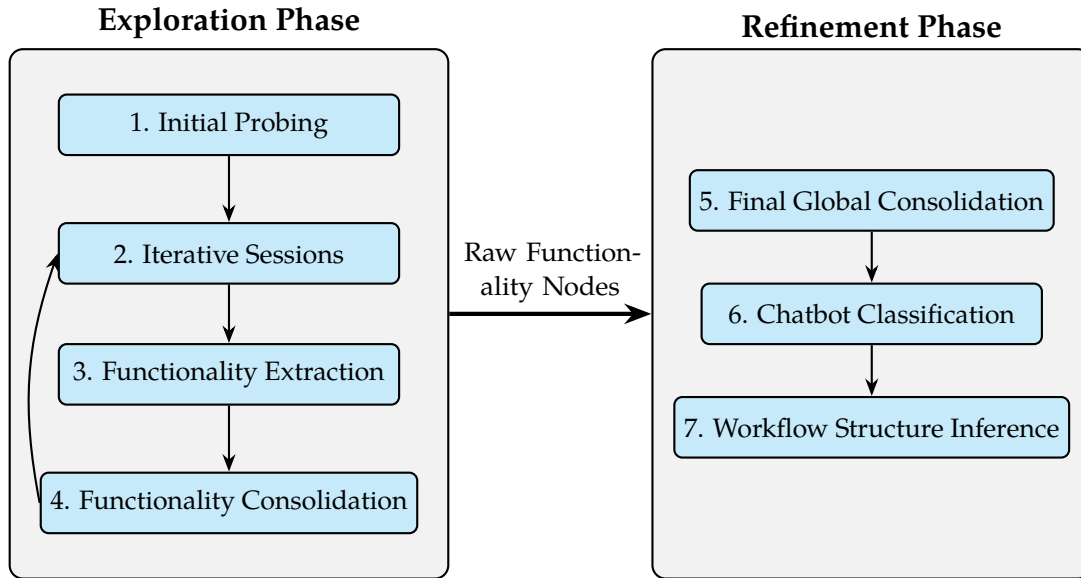 Exploration Phase
1. Initial Probing
2. Iterative Sessions
3. Functionality Extraction
4. Functionality Consolidation
Raw Function-
ality Nodes
Refinement Phase
5. Final Global Consolidation
6. Chatbot Classification
7. Workflow Structure Inference